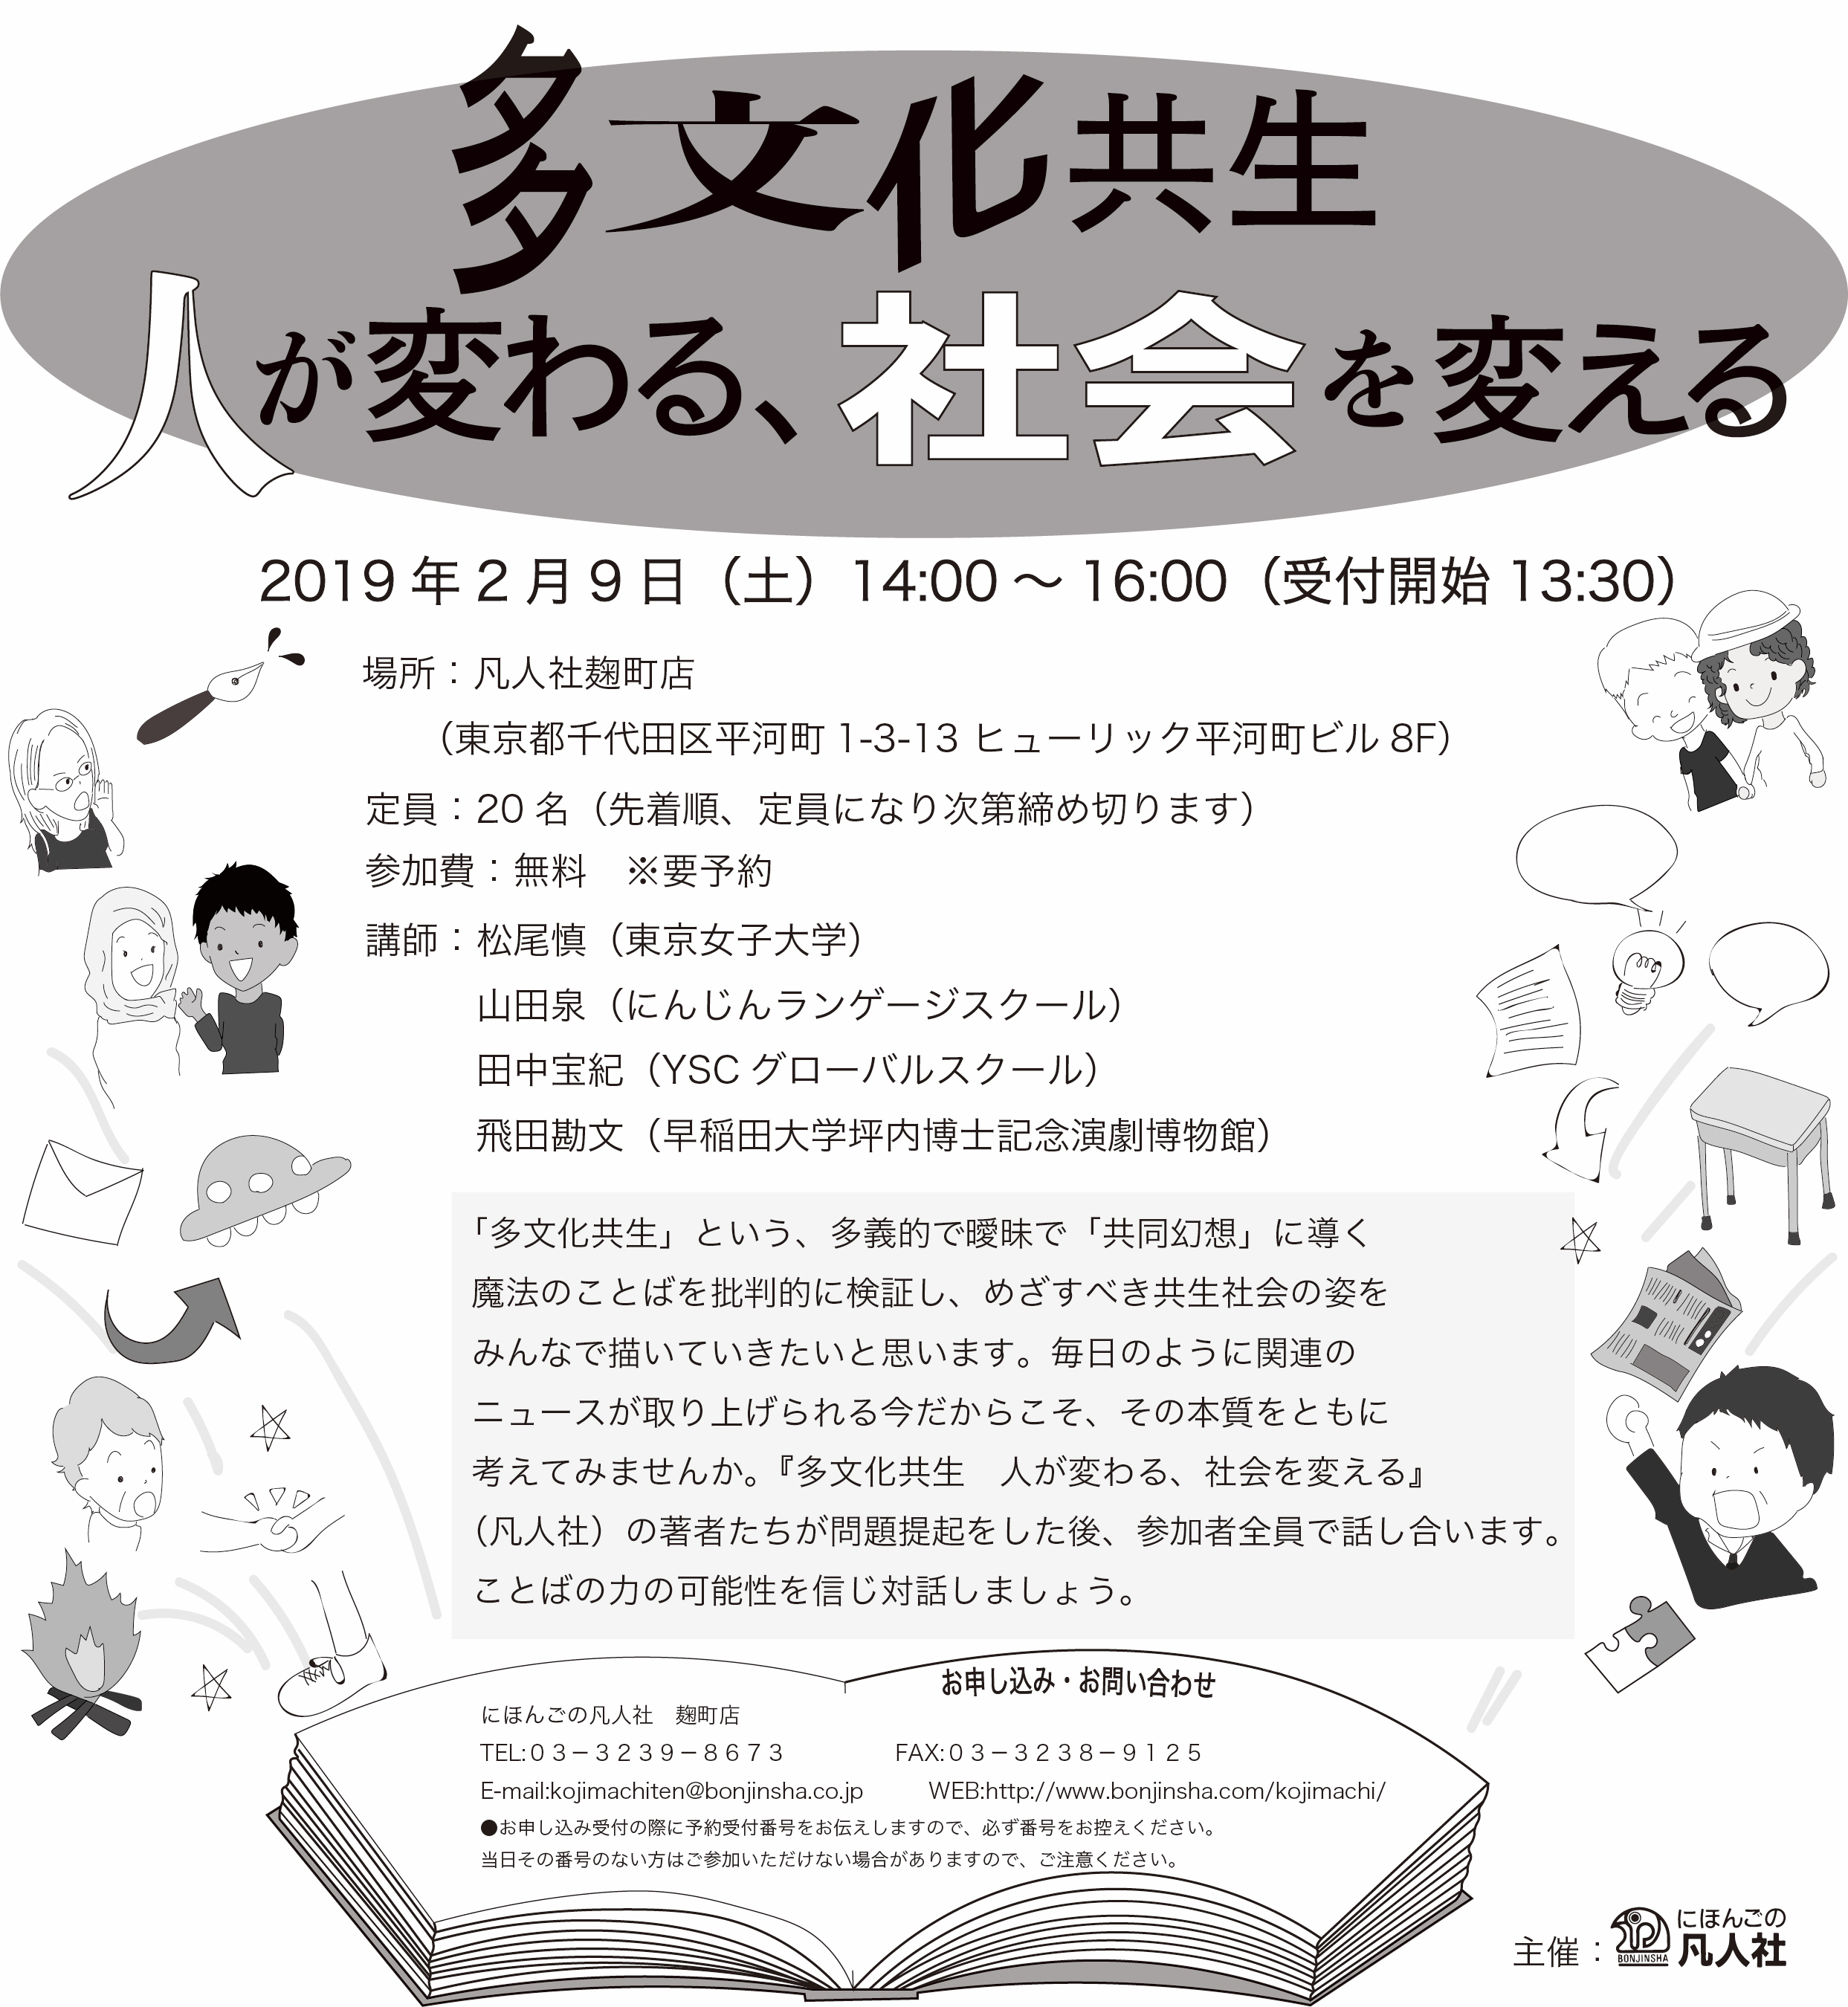 多文化共生
人が変わる、社会を変える
2019年2月9日（土）14:00～16:00（受付開始13:30）
場所：凡人社麹町店
（東京都千代田区平河町1-3-13 ヒューリック平河町ビル8F）
定員：20名（先着順、定員になり次第締め切ります）
参加費：無料　※要予約
講師：松尾慎（東京女子大学）
山田泉（にんじんランゲージスクール）
田中宝紀（YSCグローバルスクール）
飛田勘文（早稲田大学坪内博士記念演劇博物館）
「多文化共生」という、多義的で曖昧で「共同幻想」に導く
魔法のことばを批判的に検証し、めざすべき共生社会の姿を
みんなで描いていきたいと思います。毎日のように関連の
ニュースが取り上げられる今だからこそ、その本質をともに
考えてみませんか。『多文化共生　人が変わる、社会を変える』
（凡人社）の著者たちが問題提起をした後、参加者全員で話し合います。
ことばの力の可能性を信じ対話しましょう。
お申し込み・お問い合わせ
にほんごの凡人社　麹町店
TEL:０３－３２３９－８６７３　FAX:０３－３２３８－９１２５
E-mail:kojimachiten@bonjinsha.co.jp　WEB:http://www.bonjinsha.com/kojimachi/
●お申し込み受付の際に予約受付番号をお伝えしますので、必ず番号をお控えください。
当日その番号のない方はご参加いただけない場合がありますので、ご注意ください。
主催：BONJINSHA にほんごの
凡人社